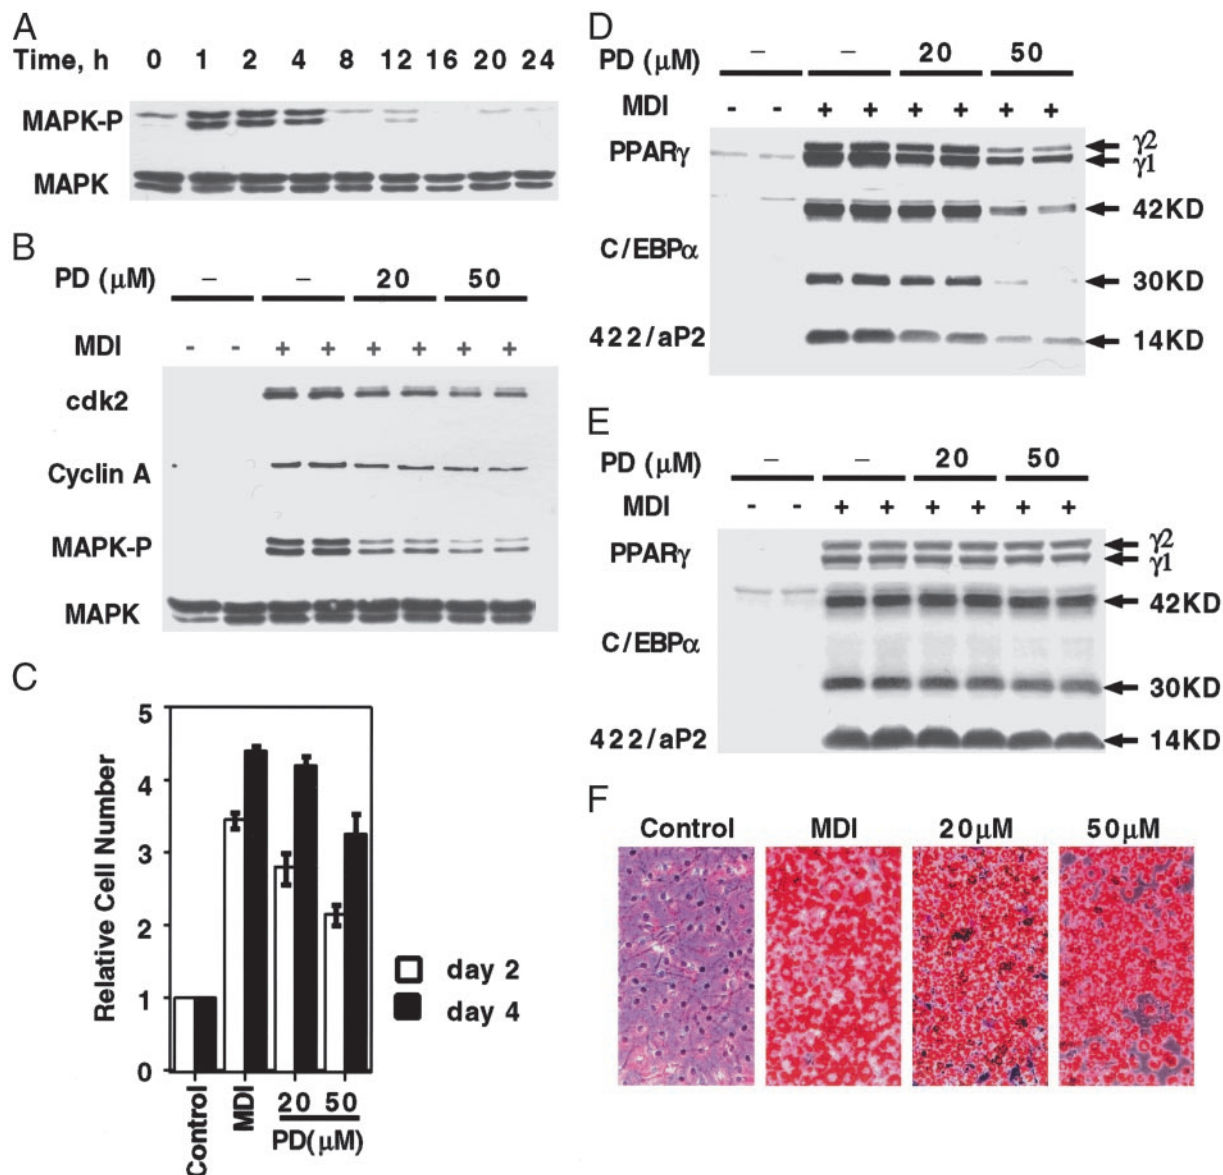 A
Time, h 0 1 2 4 8 12 16 20 24
MAPK-P
MAPK
B
PD (μM) – – 20 50
MDI - - + + + + + +
cdk2
Cyclin A
MAPK-P
MAPK
C
Relative Cell Number
5
4
3
2
1
0
Control
MDI
20 50
PD(μM)
day 2
day 4
D
PD (μM) – – 20 50
MDI - - + + + + + +
PPARγ
γ2
γ1
42KD
C/EBPα
30KD
422/aP2
14KD
E
PD (μM) – – 20 50
MDI - - + + + + + +
PPARγ
γ2
γ1
42KD
C/EBPα
30KD
422/aP2
14KD
F
Control MDI 20μM 50μM